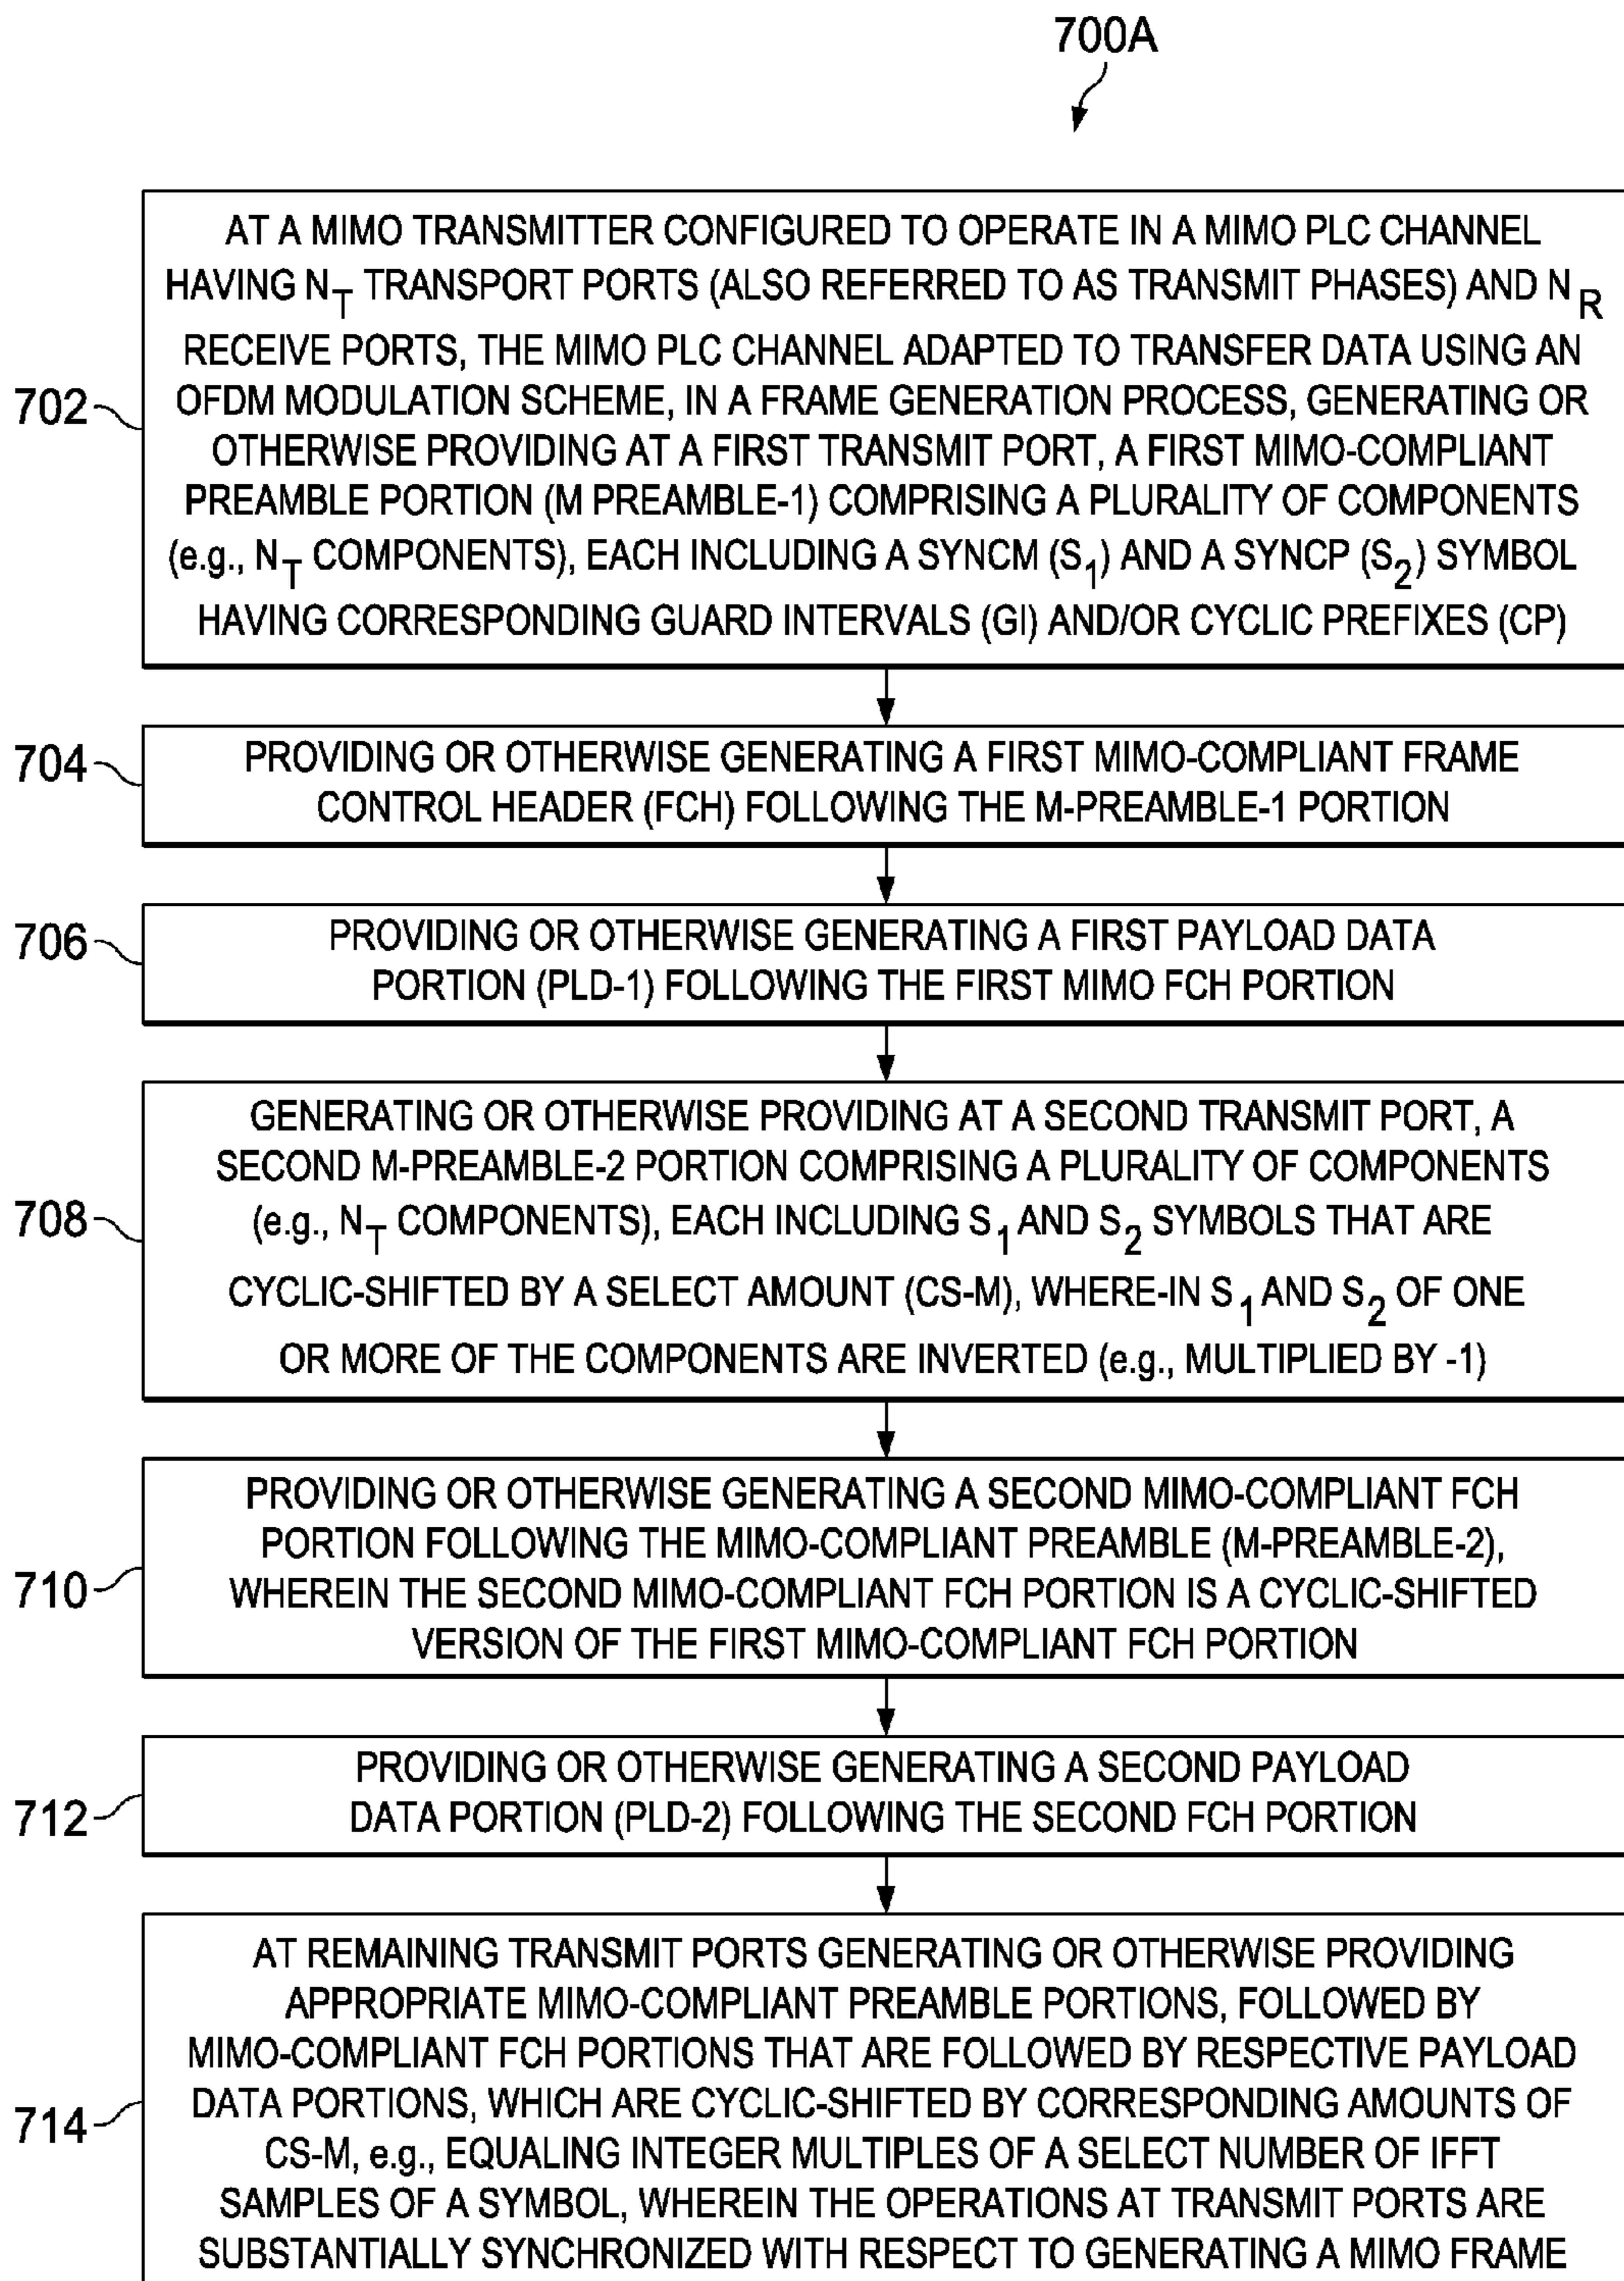 700A
702
AT A MIMO TRANSMITTER CONFIGURED TO OPERATE IN A MIMO PLC CHANNEL
HAVING N_T TRANSPORT PORTS (ALSO REFERRED TO AS TRANSMIT PHASES) AND N_R
RECEIVE PORTS, THE MIMO PLC CHANNEL ADAPTED TO TRANSFER DATA USING AN
OFDM MODULATION SCHEME, IN A FRAME GENERATION PROCESS, GENERATING OR
OTHERWISE PROVIDING AT A FIRST TRANSMIT PORT, A FIRST MIMO-COMPLIANT
PREAMBLE PORTION (M PREAMBLE-1) COMPRISING A PLURALITY OF COMPONENTS
(e.g., N_T COMPONENTS), EACH INCLUDING A SYNCM (S_1) AND A SYNCP (S_2) SYMBOL
HAVING CORRESPONDING GUARD INTERVALS (GI) AND/OR CYCLIC PREFIXES (CP)
704
PROVIDING OR OTHERWISE GENERATING A FIRST MIMO-COMPLIANT FRAME
CONTROL HEADER (FCH) FOLLOWING THE M-PREAMBLE-1 PORTION
706
PROVIDING OR OTHERWISE GENERATING A FIRST PAYLOAD DATA
PORTION (PLD-1) FOLLOWING THE FIRST MIMO FCH PORTION
708
GENERATING OR OTHERWISE PROVIDING AT A SECOND TRANSMIT PORT, A
SECOND M-PREAMBLE-2 PORTION COMPRISING A PLURALITY OF COMPONENTS
(e.g., N_T COMPONENTS), EACH INCLUDING S_1 AND S_2 SYMBOLS THAT ARE
CYCLIC-SHIFTED BY A SELECT AMOUNT (CS-M), WHERE-IN S_1 AND S_2 OF ONE
OR MORE OF THE COMPONENTS ARE INVERTED (e.g., MULTIPLIED BY -1)
710
PROVIDING OR OTHERWISE GENERATING A SECOND MIMO-COMPLIANT FCH
PORTION FOLLOWING THE MIMO-COMPLIANT PREAMBLE (M-PREAMBLE-2),
WHEREIN THE SECOND MIMO-COMPLIANT FCH PORTION IS A CYCLIC-SHIFTED
VERSION OF THE FIRST MIMO-COMPLIANT FCH PORTION
712
PROVIDING OR OTHERWISE GENERATING A SECOND PAYLOAD
DATA PORTION (PLD-2) FOLLOWING THE SECOND FCH PORTION
714
AT REMAINING TRANSMIT PORTS GENERATING OR OTHERWISE PROVIDING
APPROPRIATE MIMO-COMPLIANT PREAMBLE PORTIONS, FOLLOWED BY
MIMO-COMPLIANT FCH PORTIONS THAT ARE FOLLOWED BY RESPECTIVE PAYLOAD
DATA PORTIONS, WHICH ARE CYCLIC-SHIFTED BY CORRESPONDING AMOUNTS OF
CS-M, e.g., EQUALING INTEGER MULTIPLES OF A SELECT NUMBER OF IFFT
SAMPLES OF A SYMBOL, WHEREIN THE OPERATIONS AT TRANSMIT PORTS ARE
SUBSTANTIALLY SYNCHRONIZED WITH RESPECT TO GENERATING A MIMO FRAME